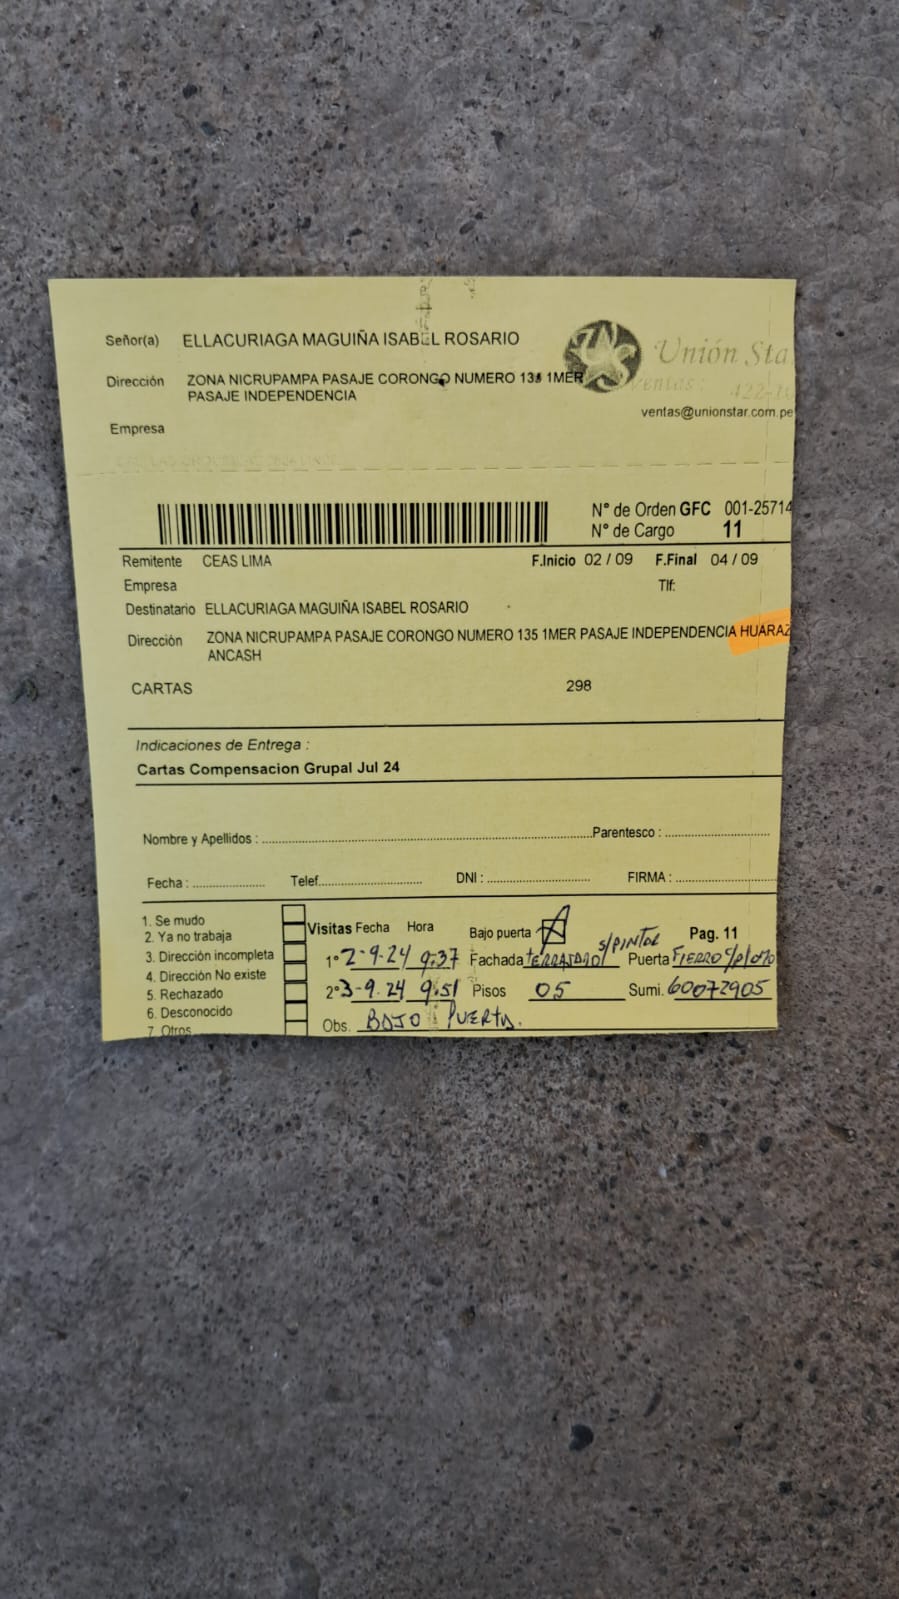 Señor(a) ELLACURIAGA MAGUIÑA ISABEL ROSARIO
Unión Sta
Dirección ZONA NICRUPAMPA PASAJE CORONGO NUMERO 135 1MER
PASAJE INDEPENDENCIA
ventas:
ventas@unionstar.com.pe
Empresa
N° de Orden GFC 001-25714
N° de Cargo 11
Remitente CEAS LIMA F.Inicio 02 / 09 F.Final 04 / 09
Empresa Tlf:
Destinatario ELLACURIAGA MAGUIÑA ISABEL ROSARIO
Dirección ZONA NICRUPAMPA PASAJE CORONGO NUMERO 135 1MER PASAJE INDEPENDENCIA HUARAZ
ANCASH
CARTAS 298
Indicaciones de Entrega :
Cartas Compensacion Grupal Jul 24
Nombre y Apellidos : Parentesco :
Fecha : Telef. DNI : FIRMA :
1. Se mudo
2. Ya no trabaja
3. Dirección incompleta
4. Dirección No existe
5. Rechazado
6. Desconocido
7. Otros
Visitas Fecha Hora Bajo puerta Pag. 11
1° 2-9-24 9:37 Fachada s/PINTAR Puerta FIERRO
2° 3-9.24 9:51 Pisos 05 Sumi. 60072905
Obs. BAJO PUERTA.